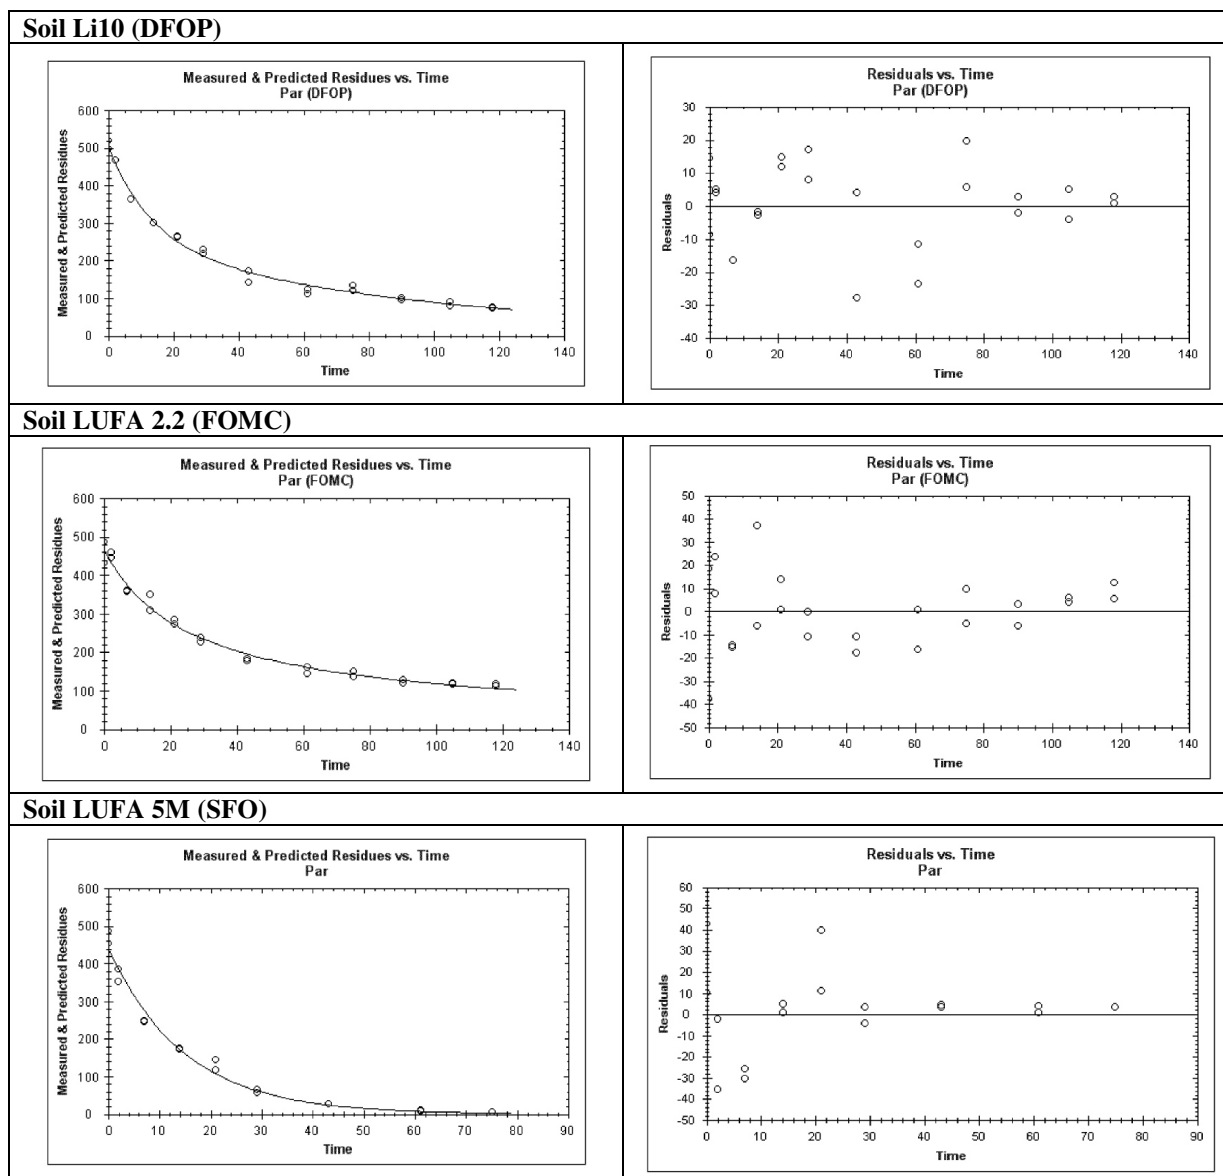 Soil Li10 (DFOP)
Measured & Predicted Residues vs. Time
Par (DFOP)
Measured & Predicted Residues
600
500
400
300
200
100
0
0 20 40 60 80 100 120 140
Time
Residuals vs. Time
Par (DFOP)
Residuals
30
20
10
0
-10
-20
-30
-40
0 20 40 60 80 100 120 140
Time
Soil LUFA 2.2 (FOMC)
Measured & Predicted Residues vs. Time
Par (FOMC)
Measured & Predicted Residues
600
500
400
300
200
100
0
0 20 40 60 80 100 120 140
Time
Residuals vs. Time
Par (FOMC)
Residuals
50
40
30
20
10
0
-10
-20
-30
-40
-50
0 20 40 60 80 100 120 140
Time
Soil LUFA 5M (SFO)
Measured & Predicted Residues vs. Time
Par
Measured & Predicted Residues
600
500
400
300
200
100
0
0 10 20 30 40 50 60 70 80 90
Time
Residuals vs. Time
Par
Residuals
60
50
40
30
20
10
0
-10
-20
-30
-40
-50
0 10 20 30 40 50 60 70 80 90
Time